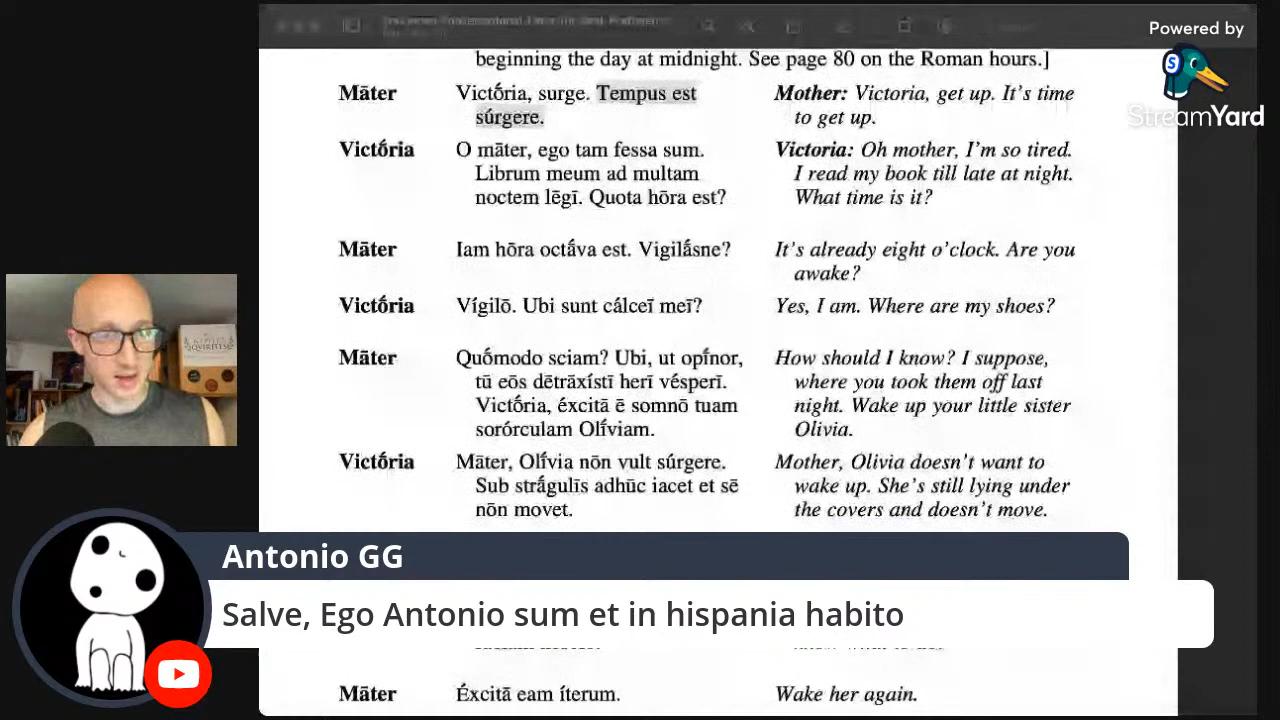 Powered by
StreamYard
beginning the day at midnight. See page 80 on the Roman hours.]
Māter Victṓria, surge. Tempus est Mother: Victoria, get up. It's time
súrgere. to get up.
Victṓria O māter, ego tam fessa sum. Victoria: Oh mother, I'm so tired.
Librum meum ad multam I read my book till late at night.
noctem lēgī. Quota hōra est? What time is it?
Māter Iam hōra octā́va est. Vigilā́sne? It's already eight o'clock. Are you
awake?
Victṓria Vígilō. Ubi sunt cálceī meī? Yes, I am. Where are my shoes?
Māter Quṓmodo sciam? Ubi, ut opī́nor, How should I know? I suppose,
tū eōs dētrāxístī herī vésperī. where you took them off last
Victṓria, éxcitā ē somnō tuam night. Wake up your little sister
sorórculam Olī́viam. Olivia.
Victṓria Māter, Olī́via nōn vult súrgere. Mother, Olivia doesn't want to
Sub strā́gulīs adhūc iacet et sē wake up. She's still lying under
nōn movet. the covers and doesn't move.
Antonio GG
Salve, Ego Antonio sum et in hispania habito
Māter Éxcitā eam íterum. Wake her again.